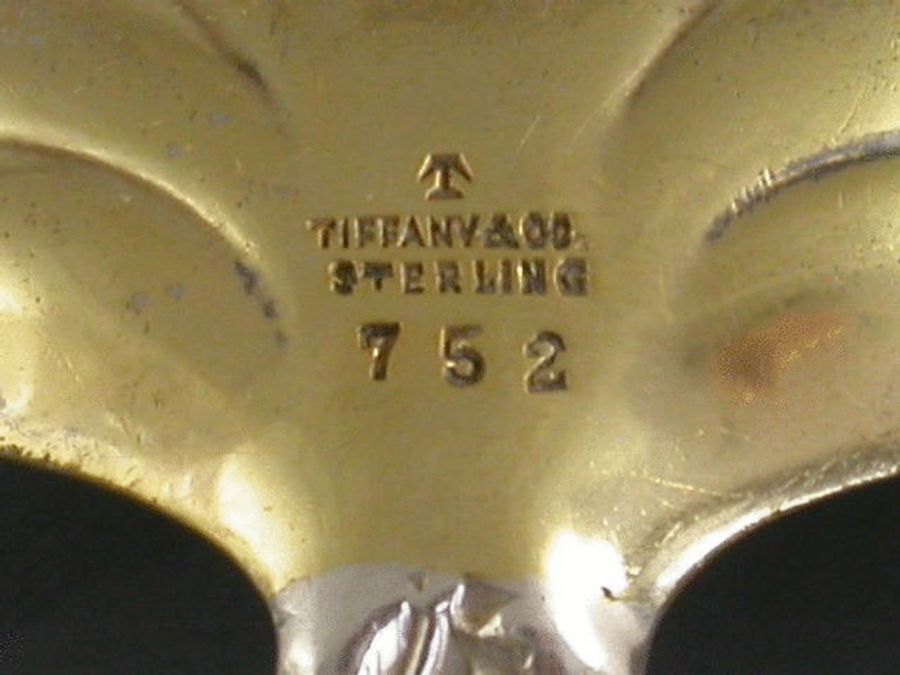 T
TIFFANY & CO.
STERLING
752